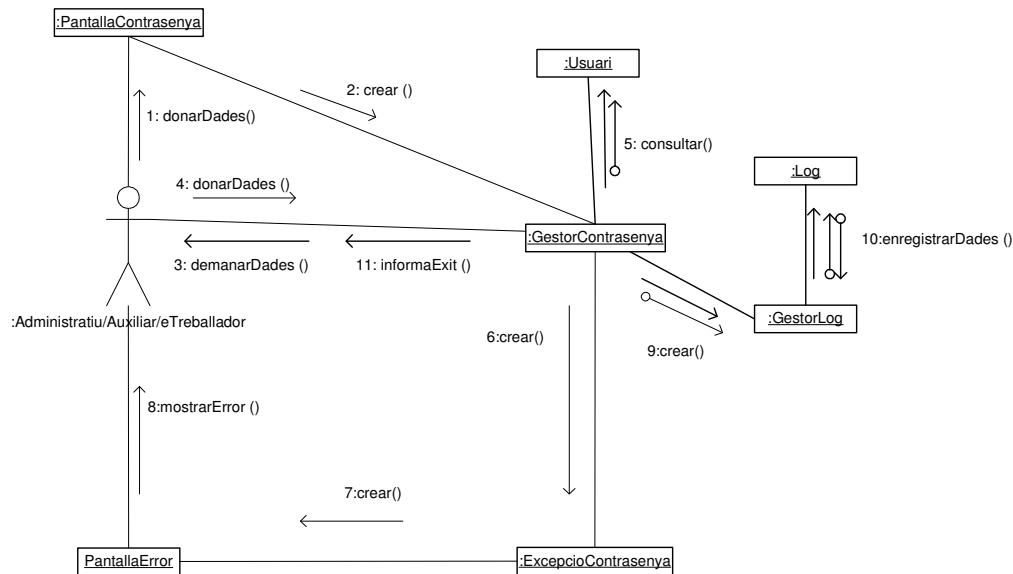 :PantallaContrasenya
:Usuari
2: crear ()
1: donarDades()
5: consultar()
:Log
4: donarDades ()
:GestorContrasenya
10:enregistrarDades ()
3: demanarDades ()
11: informaExit ()
:Administratiu/Auxiliar/eTreballador
:GestorLog
6:crear()
9:crear()
8:mostrarError ()
7:crear()
PantallaError
:ExcepcioContrasenya